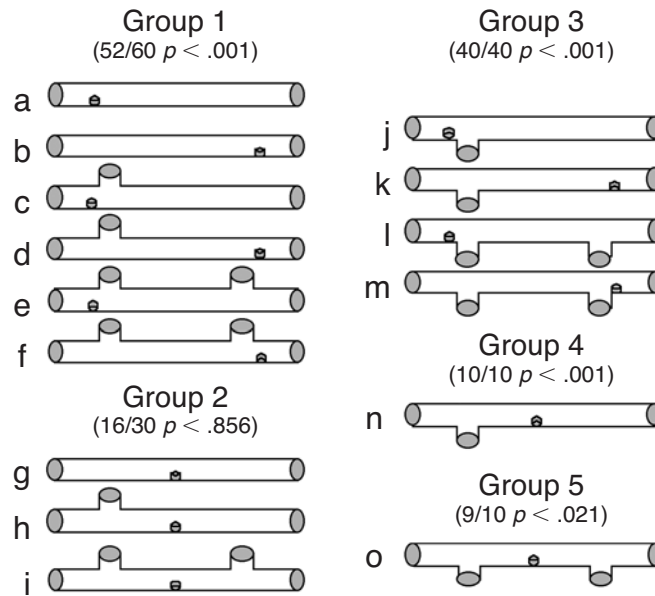 Group 1
(52/60 p < .001)
a
b
c
d
e
f
Group 2
(16/30 p < .856)
g
h
i
Group 3
(40/40 p < .001)
j
k
l
m
Group 4
(10/10 p < .001)
n
Group 5
(9/10 p < .021)
o